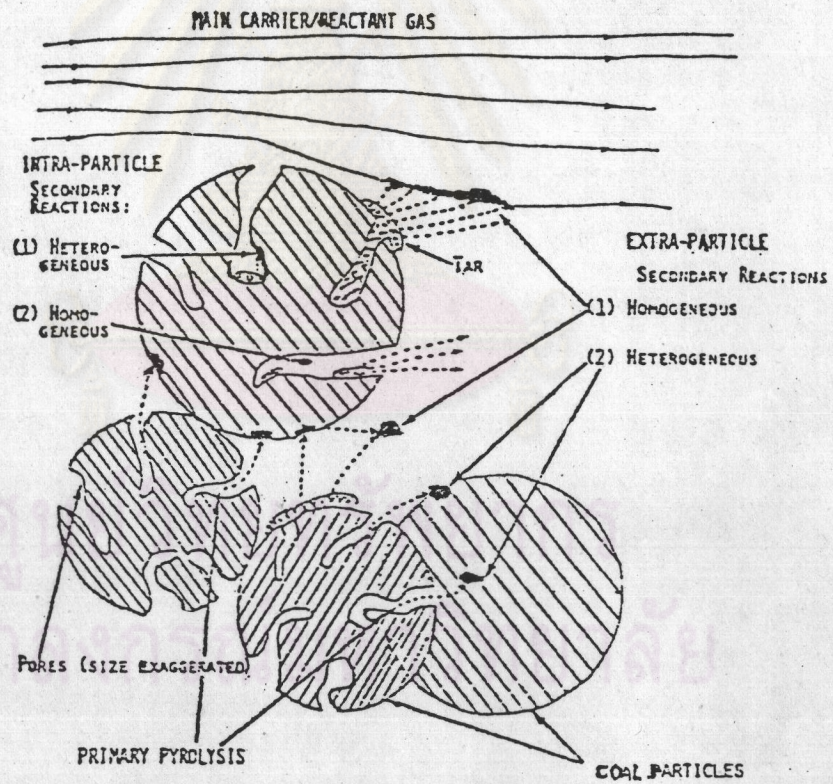 MAIN CARRIER/REACTANT GAS
INTRA-PARTICLE
SECONDARY
REACTIONS:
(1) HETERO-
GENEOUS
(2) HOMO-
GENEOUS
TAR
EXTRA-PARTICLE
SECONDARY REACTIONS
(1) HOMOGENEOUS
(2) HETEROGENEOUS
PORES (SIZE EXAGGERATED)
PRIMARY PYROLYSIS
COAL PARTICLES